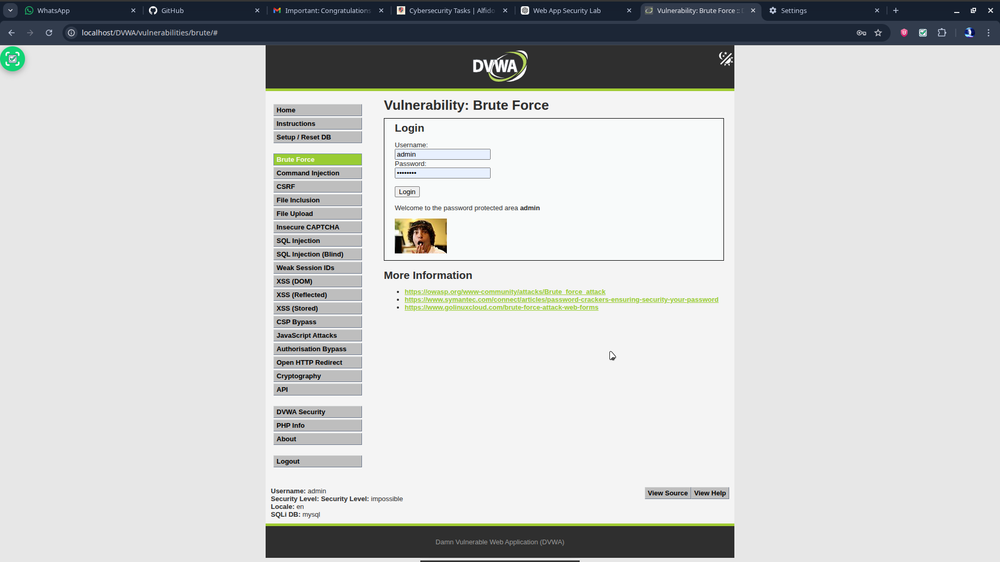 WhatsApp
GitHub
Important: Congratulations
Cybersecurity Tasks | Alfido
Web App Security Lab
Vulnerability: Brute Force :: D
Settings
localhost/DVWA/vulnerabilities/brute/#
DVWA
Home
Instructions
Setup / Reset DB
Brute Force
Command Injection
CSRF
File Inclusion
File Upload
Insecure CAPTCHA
SQL Injection
SQL Injection (Blind)
Weak Session IDs
XSS (DOM)
XSS (Reflected)
XSS (Stored)
CSP Bypass
JavaScript Attacks
Authorisation Bypass
Open HTTP Redirect
Cryptography
API
DVWA Security
PHP Info
About
Logout
Vulnerability: Brute Force
Login
Username:
admin
Password:
••••••••
Login
Welcome to the password protected area admin
More Information
• https://owasp.org/www-community/attacks/Brute_force_attack
• https://www.symantec.com/connect/articles/password-crackers-ensuring-security-your-password
• https://www.golinuxcloud.com/brute-force-attack-web-forms
Username: admin
Security Level: Security Level: impossible
Locale: en
SQLi DB: mysql
View Source View Help
Damn Vulnerable Web Application (DVWA)